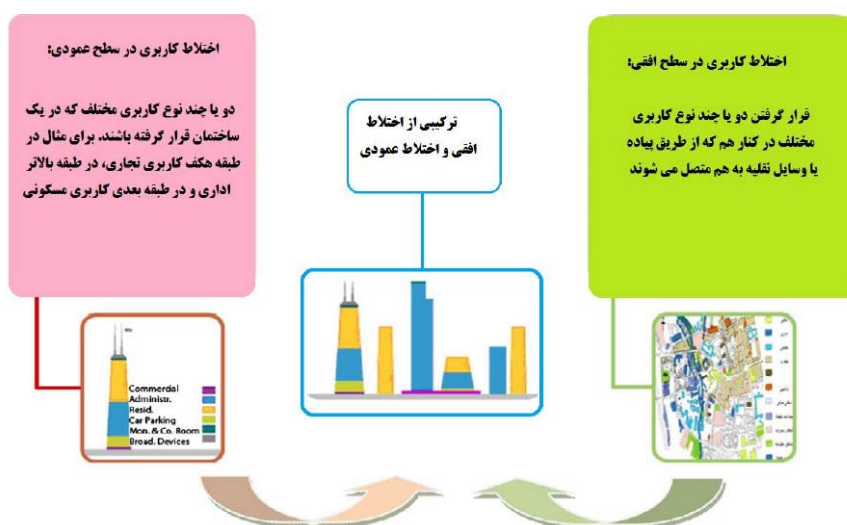 اختلاط کاربری در سطح افقی:
قرار گرفتن دو یا چند نوع کاربری
مختلف در کنار هم که از طریق پیاده
یا وسایل نقلیه به هم متصل می شوند
ترکیبی از اختلاط
افقی و اختلاط عمودی
اختلاط کاربری در سطح عمودی:
دو یا چند نوع کاربری مختلف که در یک
ساختمان قرار گرفته باشند. برای مثال در
طبقه هکف کاربری تجاری، در طبقه بالاتر
اداری و در طبقه بعدی کاربری مسکونی
Commercial
Administr.
Resid.
Car Parking
Mon. & Co. Room
Broad. Devices